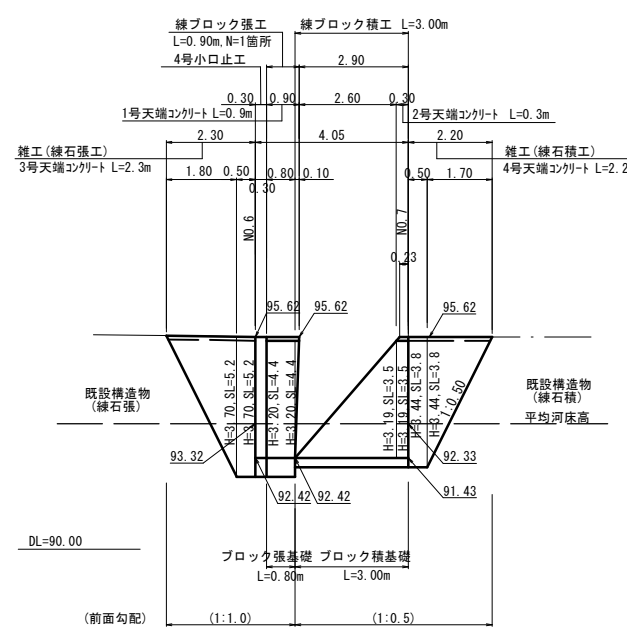 練ブロック張工
L=0.90m,N=1箇所
練ブロック積工 L=3.00m
4号小口止工
2.90
0.30
0.90
2.60
0.30
1号天端コンクリート L=0.9m
2号天端コンクリート L=0.3m
2.30
4.05
2.20
雑工(練石張工)
3号天端コンクリート L=2.3m
雑工(練石積工)
4号天端コンクリート L=2.2
1.80
0.50
0.30
0.80
0.10
0.50
1.70
NO.6
NO.7
0.23
95.62
95.62
95.62
H=3.70,SL=5.2
H=3.70,SL=5.2
H=3.20,SL=4.4
H=3.20,SL=4.4
H=3.19,SL=3.5
H=3.19,SL=3.5
H=3.44,SL=3.8
H=3.44,SL=3.8
1:0.50
既設構造物
(練石張)
既設構造物
(練石積)
平均河床高
93.32
92.33
92.42
92.42
91.43
DL=90.00
ブロック張基礎
L=0.80m
ブロック積基礎
L=3.00m
(前面勾配)
(1:1.0)
(1:0.5)